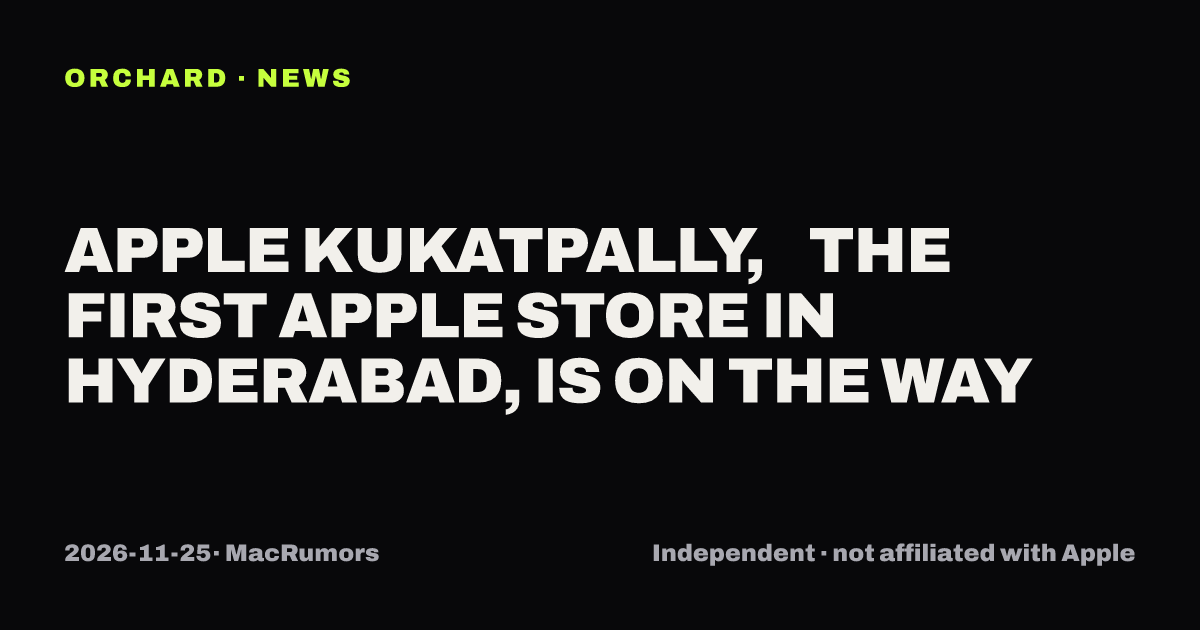 ORCHARD · NEWS
APPLE KUKATPALLY, THE
FIRST APPLE STORE IN
HYDERABAD, IS ON THE WAY
2026-11-25· MacRumors
Independent · not affiliated with Apple